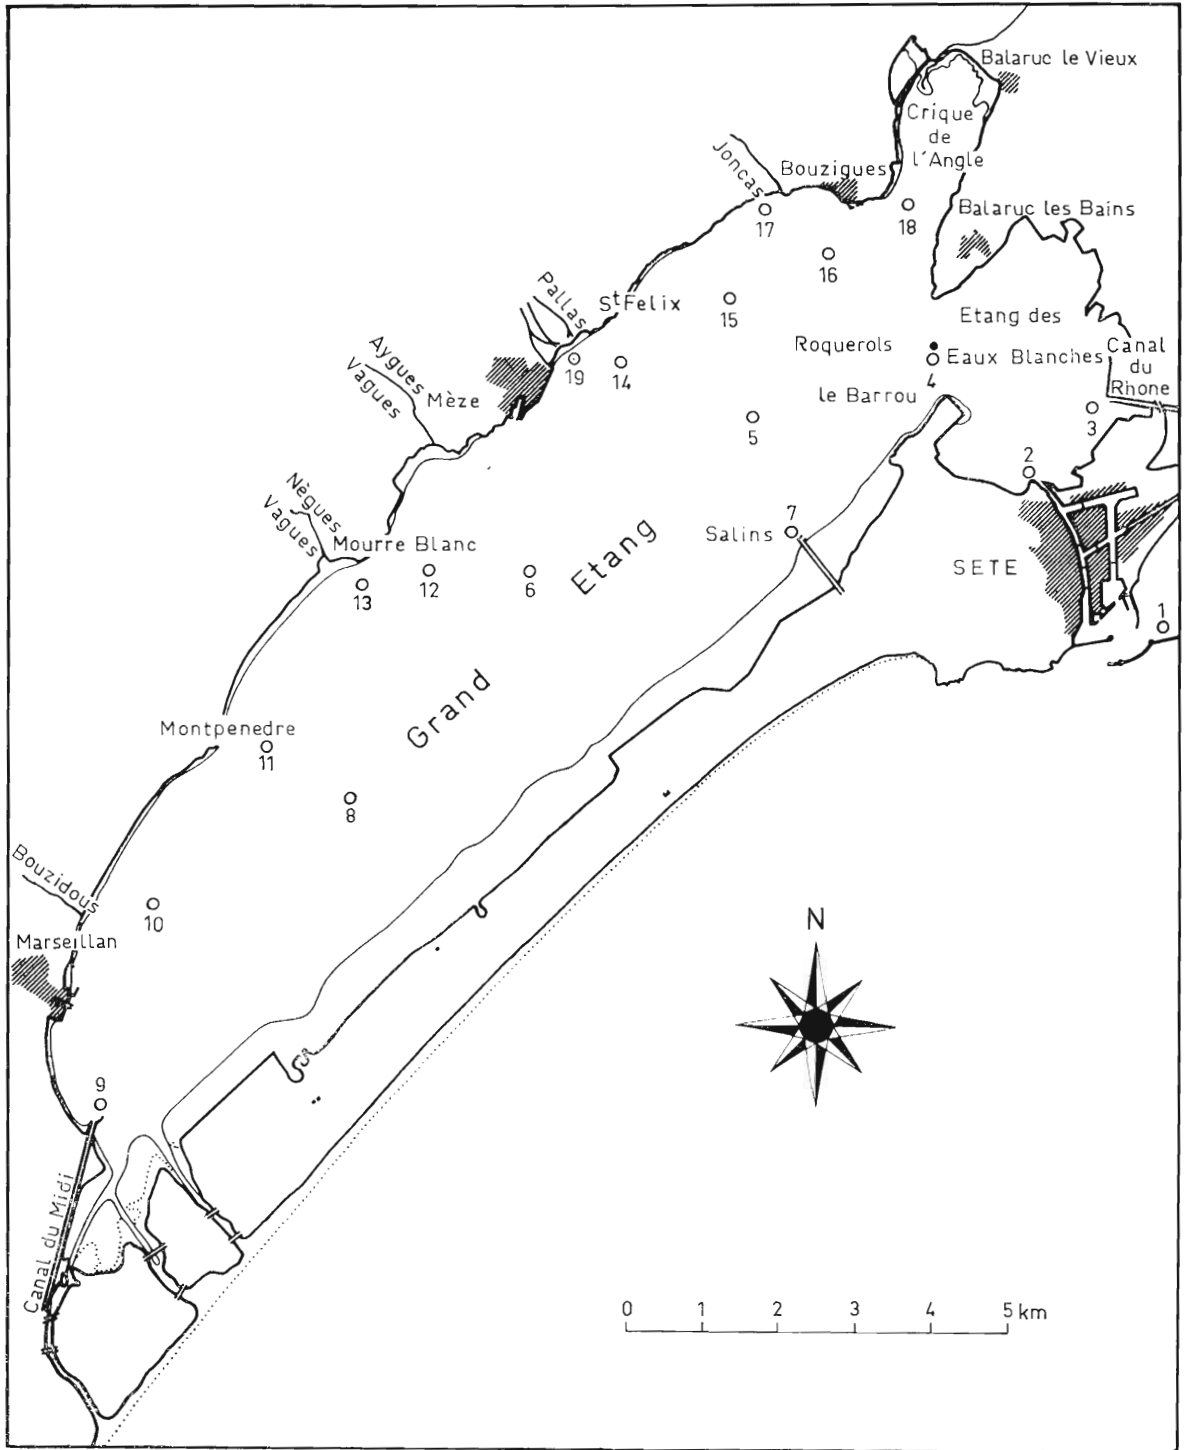 Balaruc le Vieux
Crique
de
l'Angle
Joncas
Bouzigues
17
18
Balaruc les Bains
16
Pallas
St Felix
15
Etang des
Roquerols
Eaux Blanches
4
Canal
du
Rhone
Aygues
Vagues
Mèze
19
14
le Barrou
5
3
2
Nègues
Vagues
Mourre Blanc
13
12
6
Etang
7
Salins
SETE
1
Grand
Montpenedre
11
8
Bouzidous
10
Marseillan
N
9
Canal du Midi
0 1 2 3 4 5 km